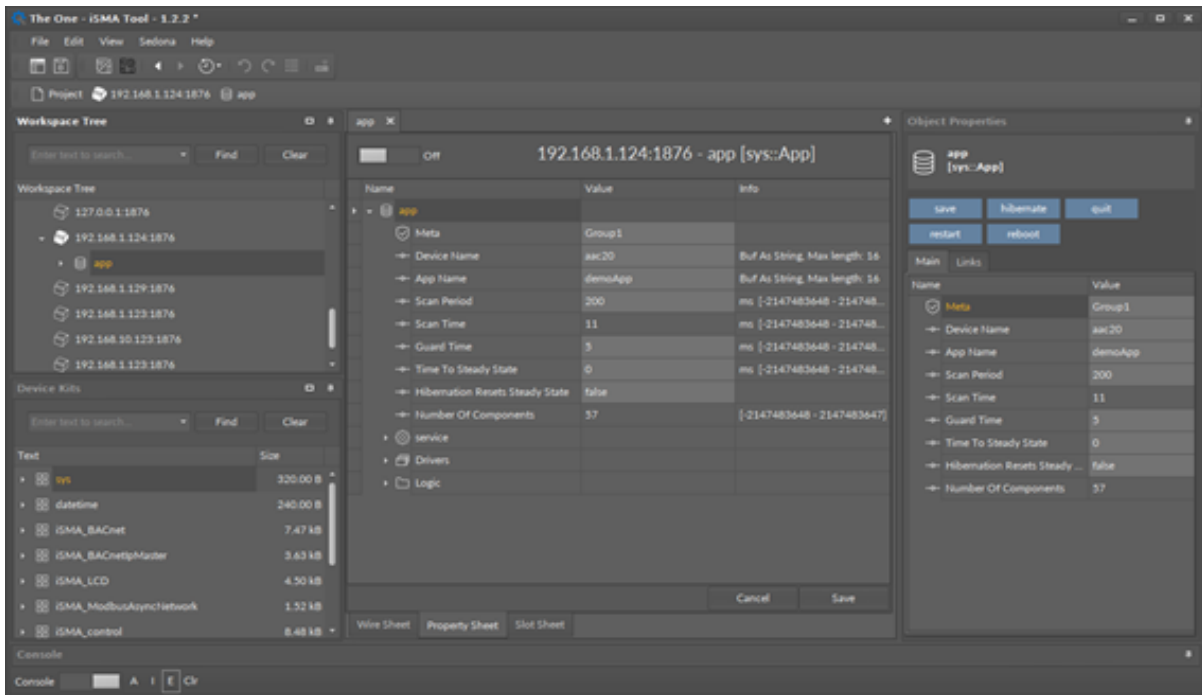 The One - iSMA Tool - 1.2.2 *
File Edit View Sedona Help
Project 192.168.1.124:1876 app
Workspace Tree
Enter text to search... Find Clear
Workspace Tree
127.0.0.1:1876
192.168.1.124:1876
app
192.168.1.129:1876
192.168.1.123:1876
192.168.10.123:1876
192.168.1.123:1876
Device Kits
Enter text to search... Find Clear
Text Size
sys 320.00 B
datetime 240.00 B
iSMA_BACnet 7.47 kB
iSMA_BACnetIpMaster 3.63 kB
iSMA_LCD 4.50 kB
iSMA_ModbusAsyncNetwork 1.52 kB
iSMA_control 8.48 kB
app
Off 192.168.1.124:1876 - app [sys::App]
Name Value Info
app
Meta Group1
Device Name aac20 Buf As String, Max length: 16
App Name demoApp Buf As String, Max length: 16
Scan Period 200 ms [-2147483648 - 214748...
Scan Time 11 ms [-2147483648 - 214748...
Guard Time 5 ms [-2147483648 - 214748...
Time To Steady State 0 ms [-2147483648 - 214748...
Hibernation Resets Steady State false
Number Of Components 57 [-2147483648 - 2147483647]
service
Drivers
Logic
Cancel Save
Wire Sheet Property Sheet Slot Sheet
Object Properties
app
[sys::App]
save hibernate quit
restart reboot
Main Links
Name Value
Meta Group1
Device Name aac20
App Name demoApp
Scan Period 200
Scan Time 11
Guard Time 5
Time To Steady State 0
Hibernation Resets Steady ... false
Number Of Components 57
Console
Console A I E Clr